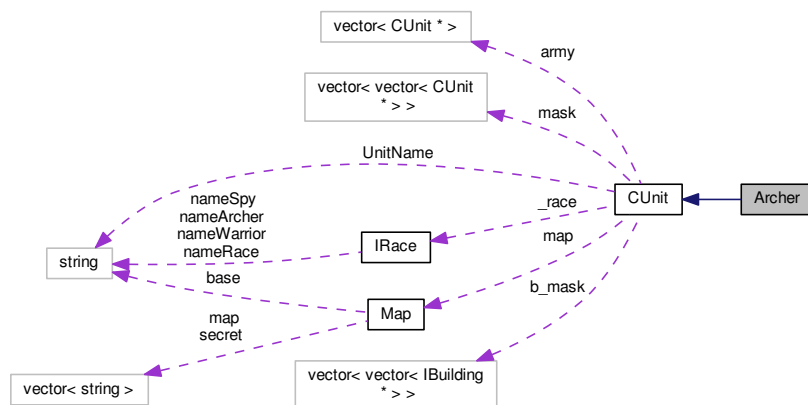 vector< CUnit * >
army
vector< vector< CUnit
* > >
mask
UnitName
nameSpy
nameArcher
nameWarrior
nameRace
_race
CUnit
Archer
string
IRace
map
base
b_mask
Map
map
secret
vector< string >
vector< vector< IBuilding
* > >